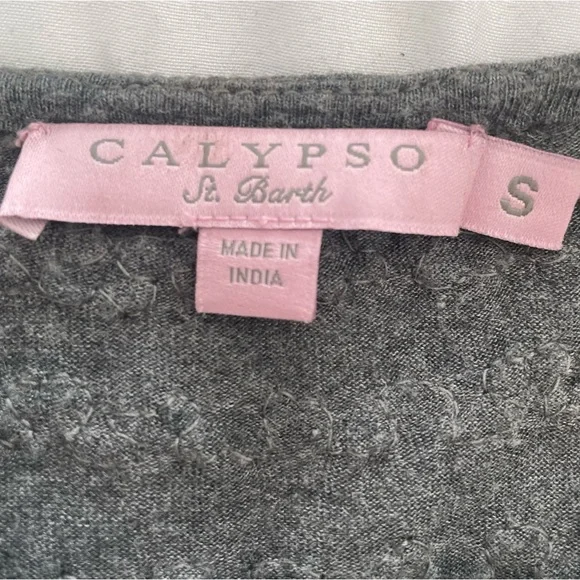 CALYPSO
St. Barth
S
MADE IN
INDIA